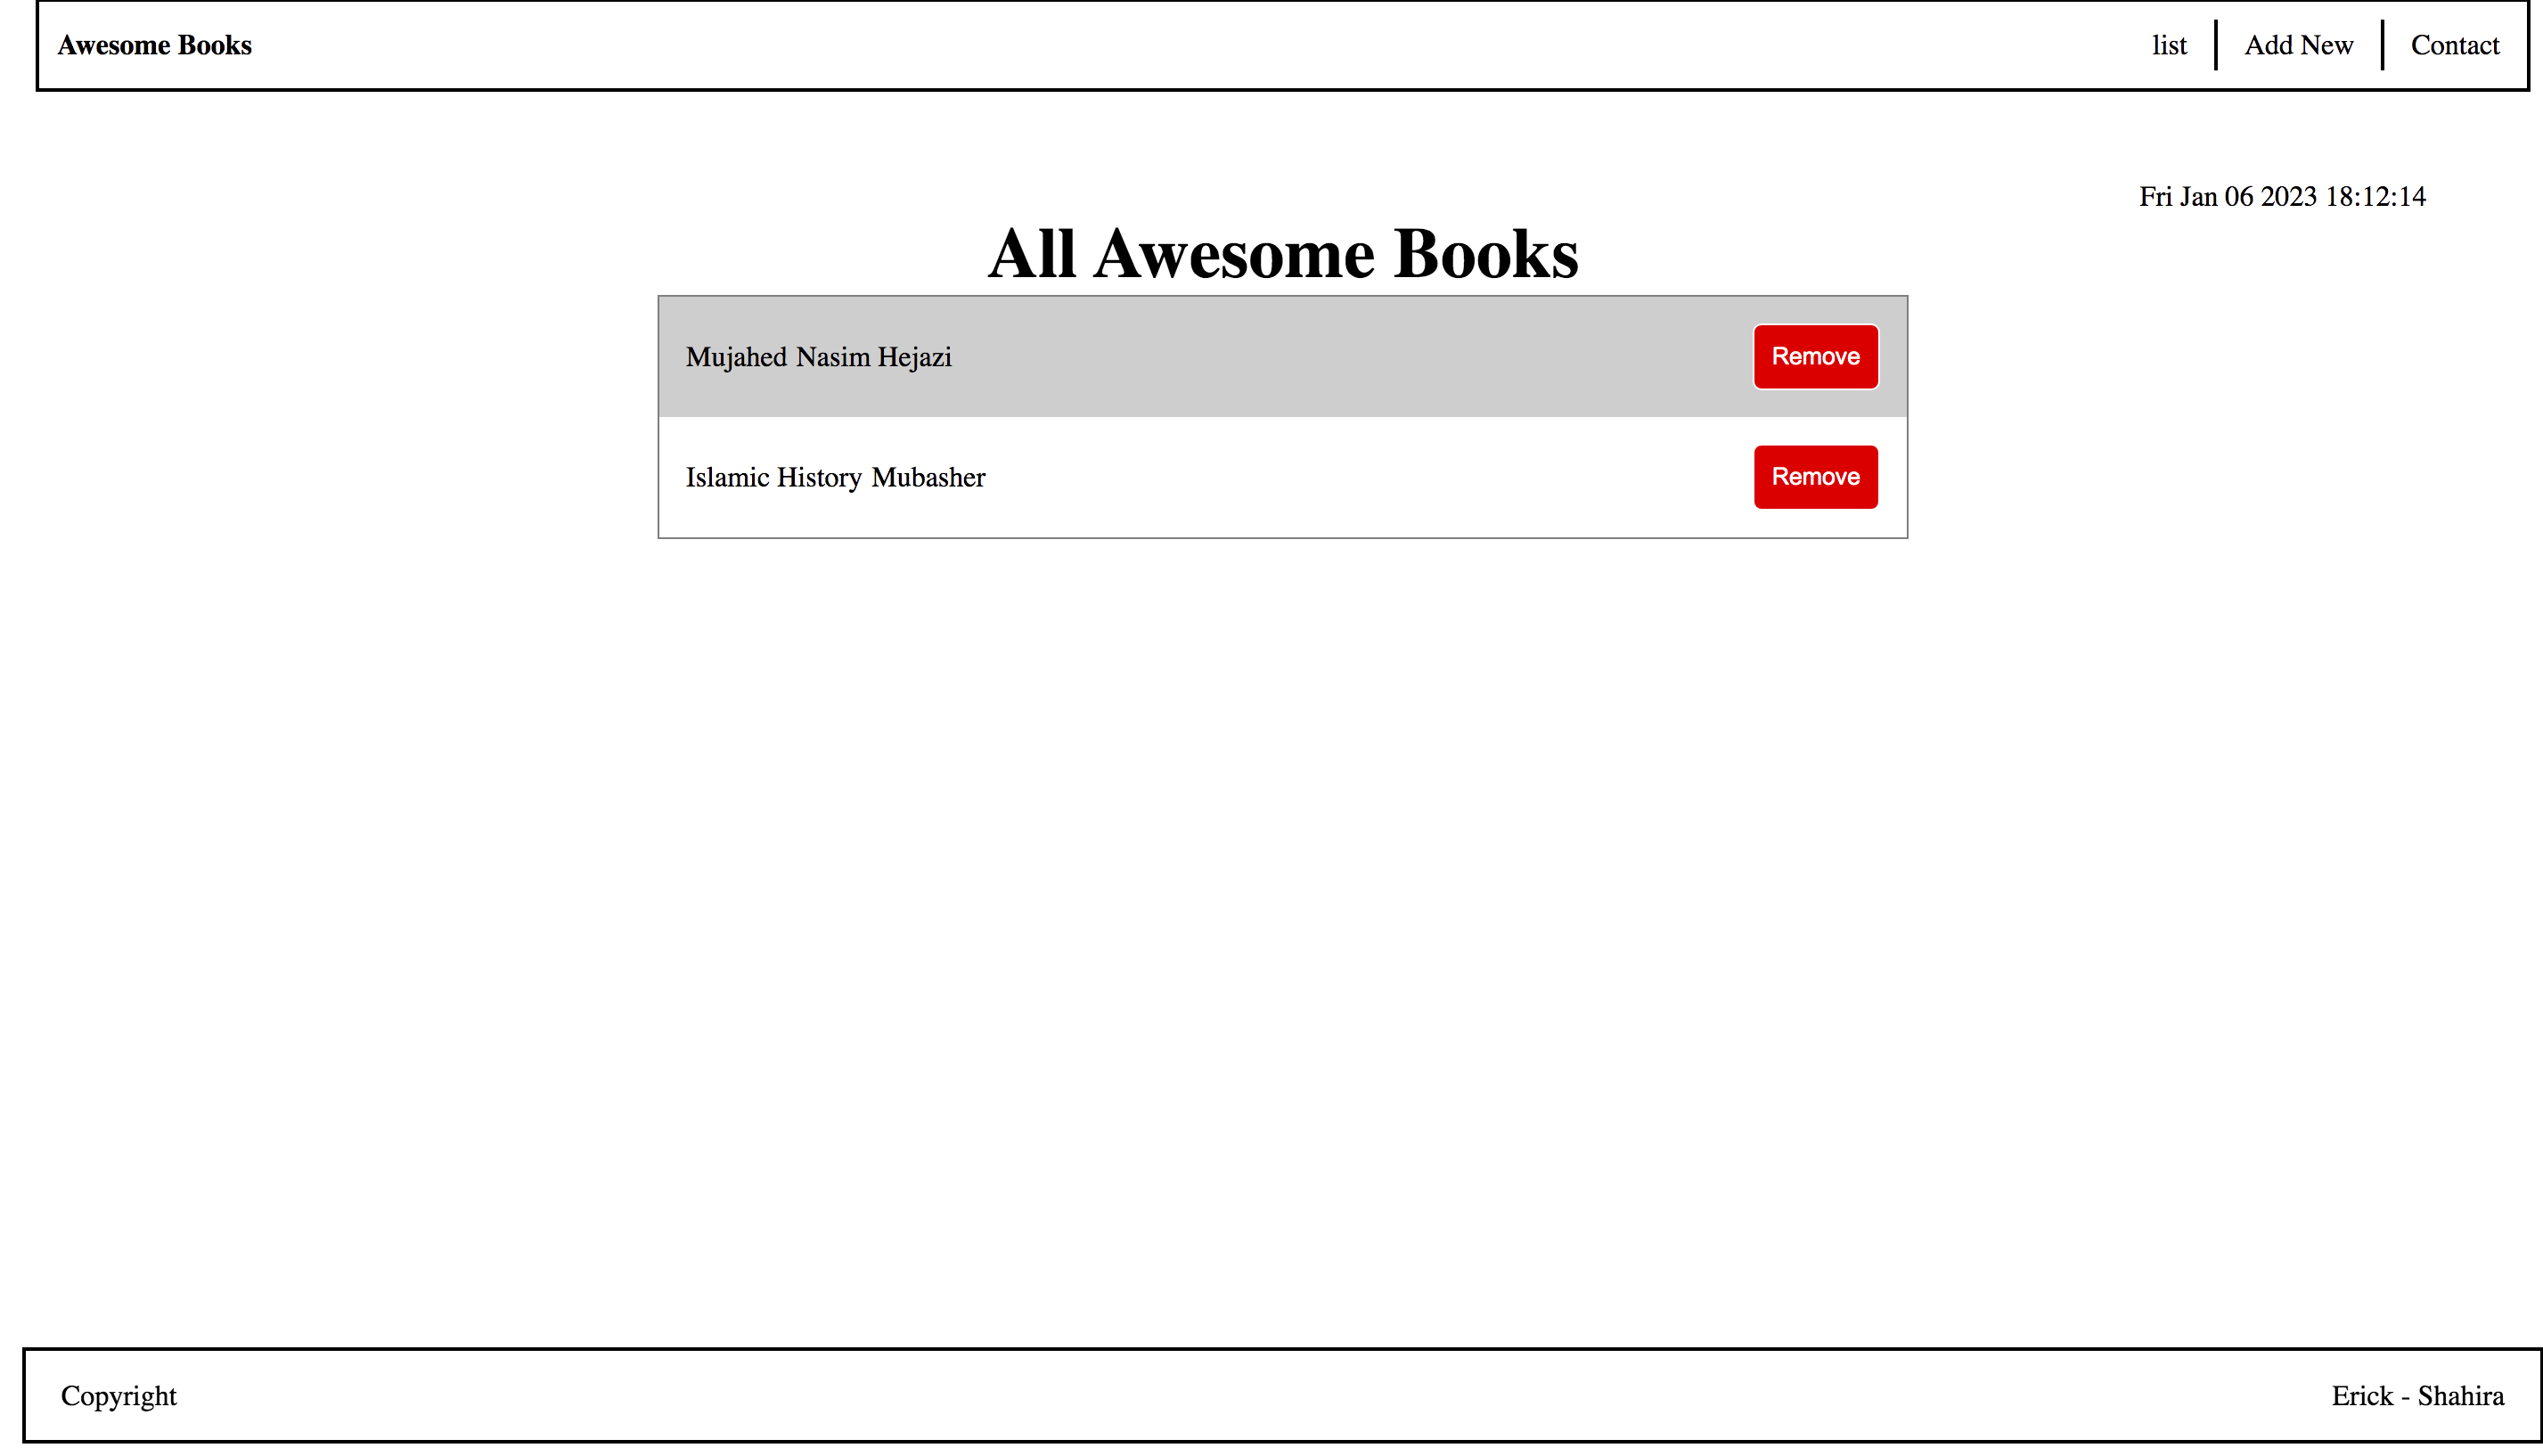 Awesome Books list Add New Contact
Fri Jan 06 2023 18:12:14
All Awesome Books
Mujahed Nasim Hejazi Remove
Islamic History Mubasher Remove
Copyright Erick - Shahira